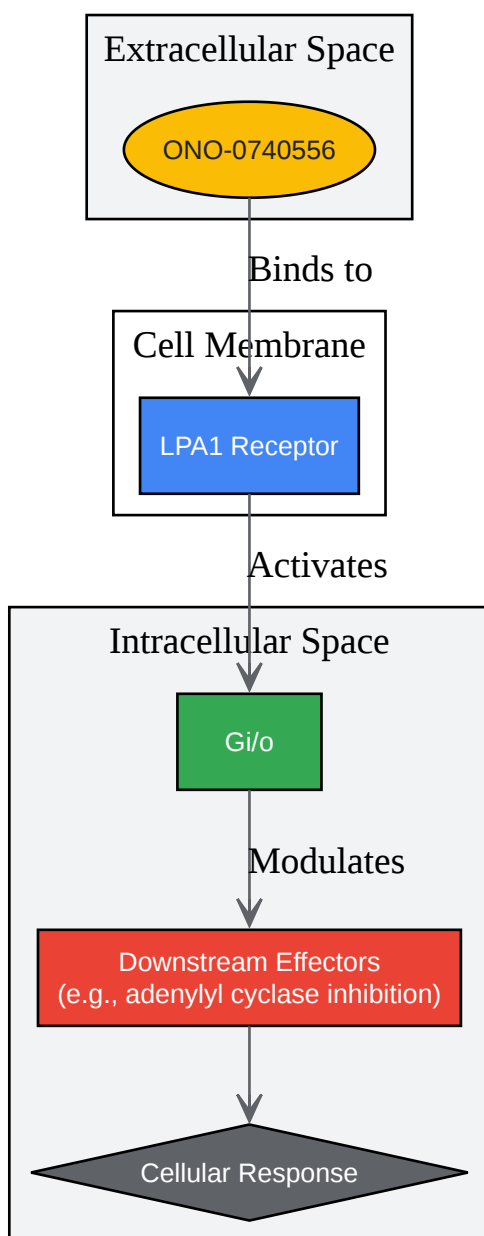 Extracellular Space
ONO-0740556
Binds to
Cell Membrane
LPA1 Receptor
Activates
Intracellular Space
Gi/o
Modulates
Downstream Effectors
(e.g., adenylyl cyclase inhibition)
Cellular Response